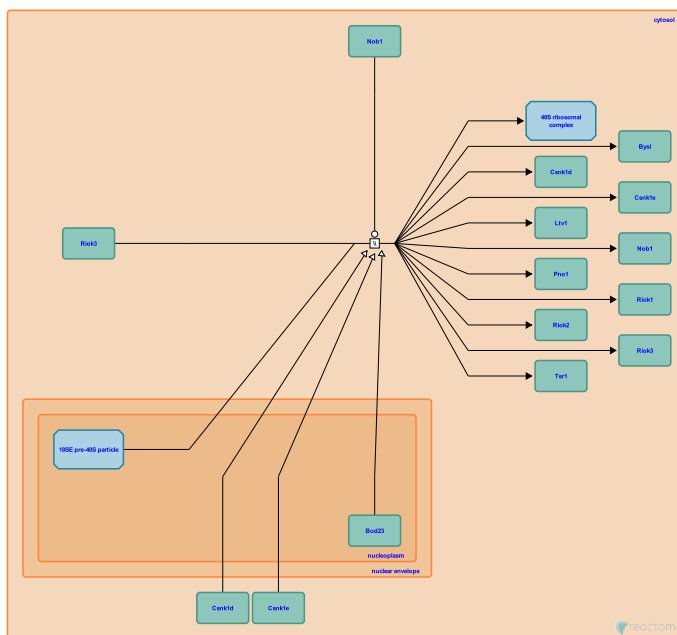 cytosol
Nob1
40S ribosomal
complex
Bysl
Csnk1d
Csnk1e
Ltv1
Riok3
\\
Nob1
Pno1
Riok1
Riok2
Riok3
Tsr1
18SE pre-40S particle
Bud23
nucleoplasm
nuclear envelope
Csnk1d
Csnk1e
reactom